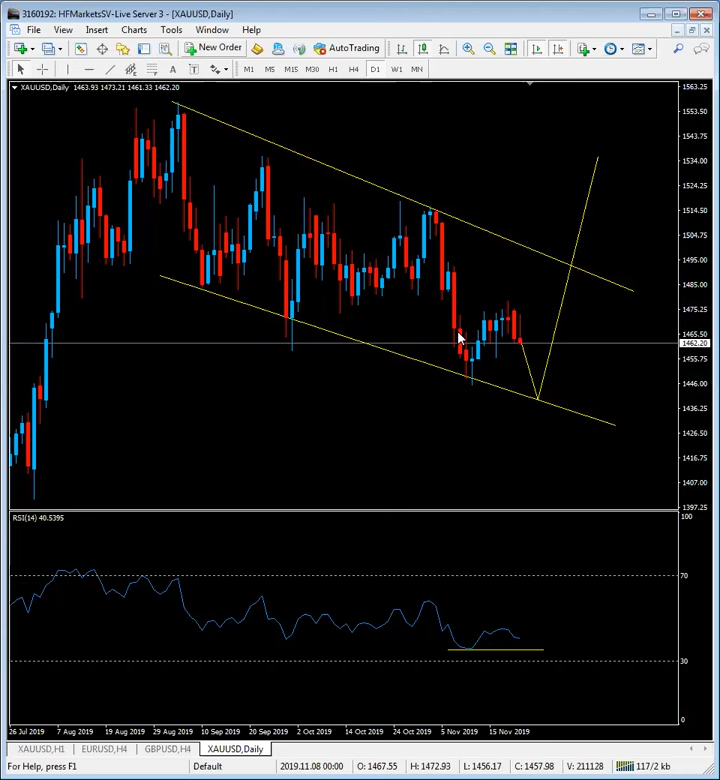 3160192: HFMarketsSV-Live Server 3 - [XAUUSD,Daily]
File View Insert Charts Tools Window Help
New Order AutoTrading
A T M1 M5 M15 M30 H1 H4 D1 W1 MN
XAUUSD,Daily 1463.93 1473.21 1461.33 1462.20
1563.25
1553.50
1543.75
1534.00
1524.25
1514.50
1504.75
1495.00
1485.00
1475.25
1465.50
1462.20
1455.75
1446.00
1436.25
1426.50
1416.75
1407.00
1397.25
RSI(14) 40.5395
100
70
30
0
26 Jul 2019 7 Aug 2019 19 Aug 2019 29 Aug 2019 10 Sep 2019 20 Sep 2019 2 Oct 2019 14 Oct 2019 24 Oct 2019 5 Nov 2019 15 Nov 2019
XAUUSD,H1 EURUSD,H4 GBPUSD,H4 XAUUSD,Daily
For Help, press F1 Default 2019.11.08 00:00 O: 1467.55 H: 1472.93 L: 1456.17 C: 1457.98 V: 211128 117/2 kb